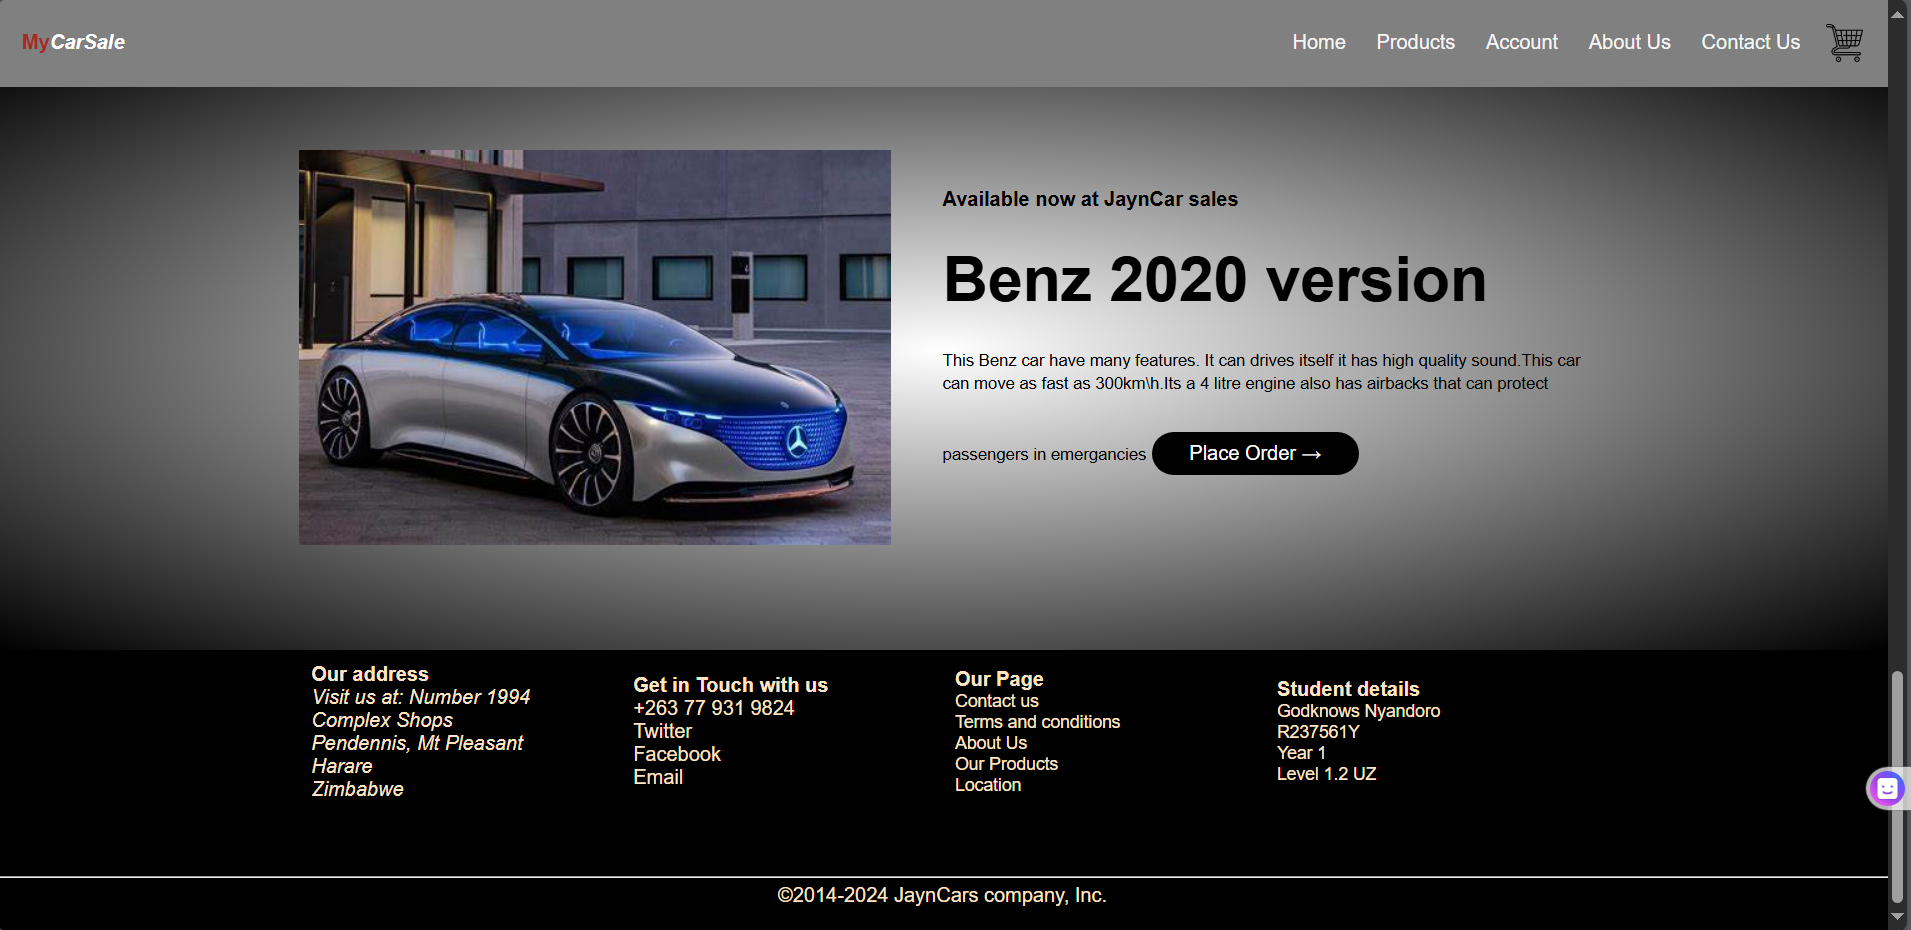 MyCarSale
Home Products Account About Us Contact Us
Available now at JaynCar sales
Benz 2020 version
This Benz car have many features. It can drives itself it has high quality sound.This car
can move as fast as 300km\h.Its a 4 litre engine also has airbacks that can protect
passengers in emergancies Place Order →
Our address
Visit us at: Number 1994
Complex Shops
Pendennis, Mt Pleasant
Harare
Zimbabwe
Get in Touch with us
+263 77 931 9824
Twitter
Facebook
Email
Our Page
Contact us
Terms and conditions
About Us
Our Products
Location
Student details
Godknows Nyandoro
R237561Y
Year 1
Level 1.2 UZ
©2014-2024 JaynCars company, Inc.